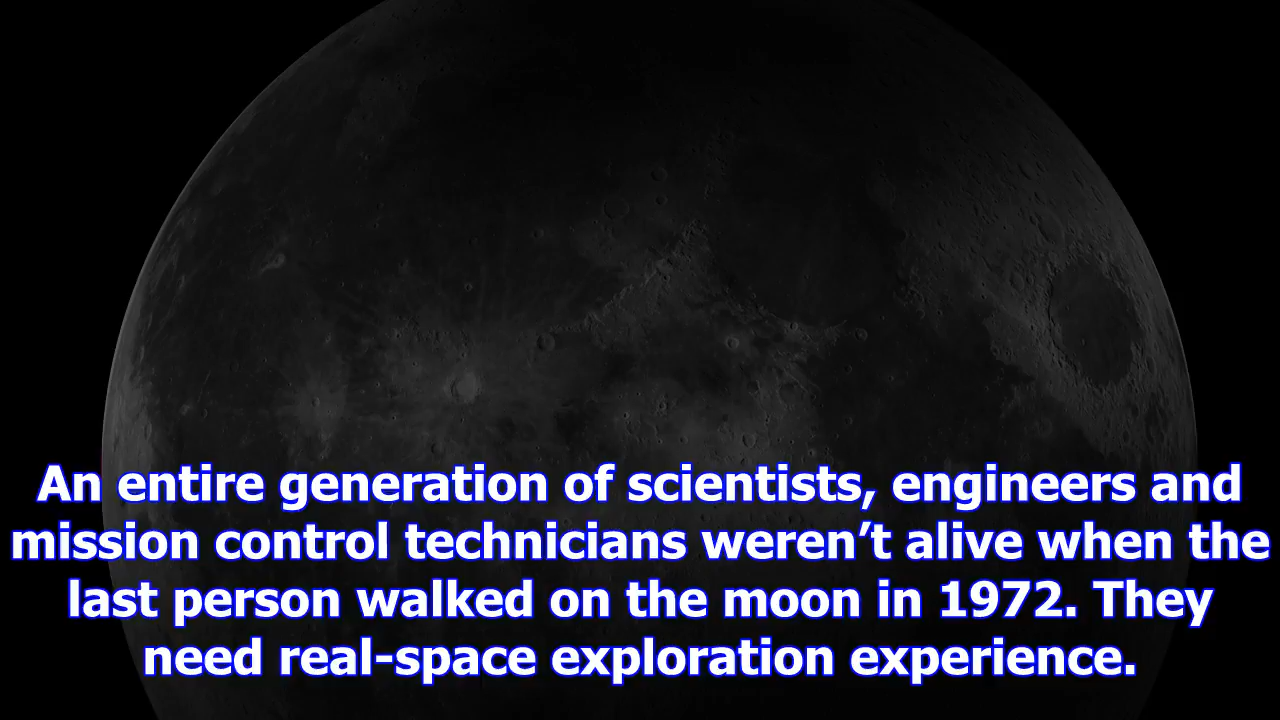 An entire generation of scientists, engineers and
mission control technicians weren’t alive when the
last person walked on the moon in 1972. They
need real-space exploration experience.